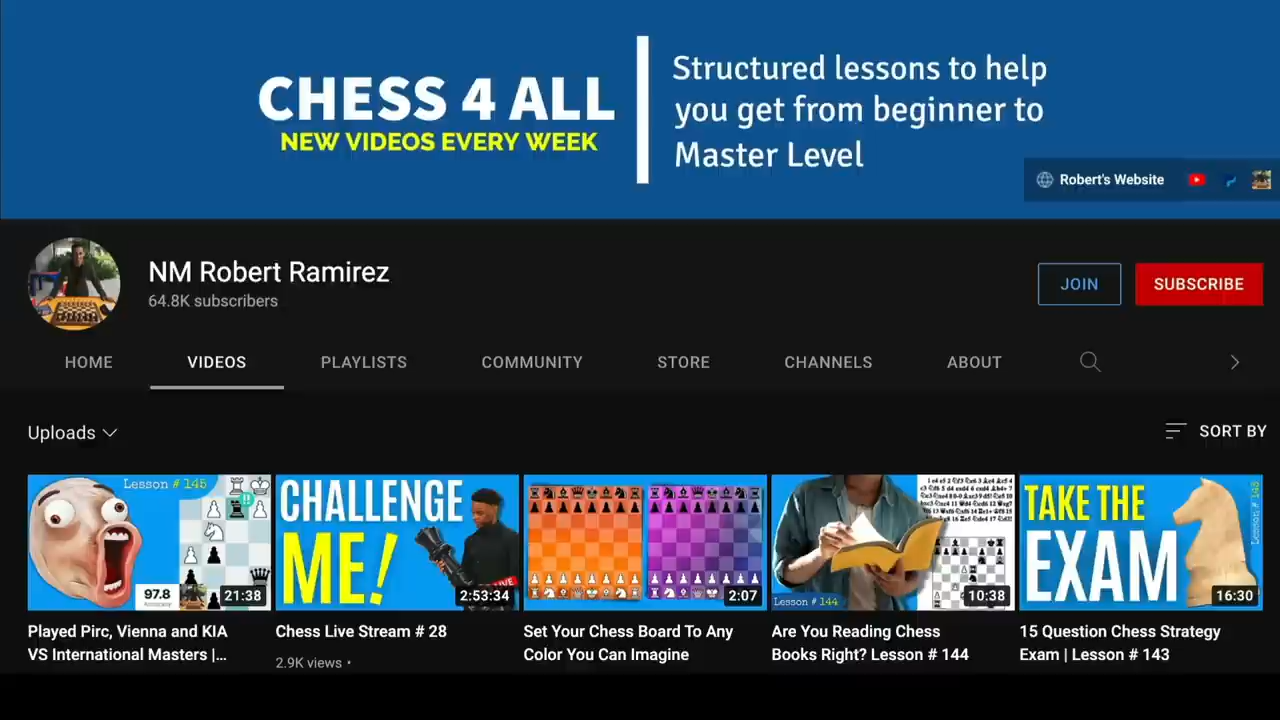 CHESS 4 ALL
NEW VIDEOS EVERY WEEK
Structured lessons to help
you get from beginner to
Master Level
Robert's Website
NM Robert Ramirez
64.8K subscribers
JOIN
SUBSCRIBE
HOME
VIDEOS
PLAYLISTS
COMMUNITY
STORE
CHANNELS
ABOUT
Uploads
SORT BY
Lesson # 145
97.8
Accuracy
21:38
CHALLENGE
ME!
LIVE
2:53:34
2:07
Lesson # 144
10:38
TAKE THE
EXAM
Lesson # 143
16:30
Played Pirc, Vienna and KIA
VS International Masters |...
Chess Live Stream # 28
2.9K views •
Set Your Chess Board To Any
Color You Can Imagine
Are You Reading Chess
Books Right? Lesson # 144
15 Question Chess Strategy
Exam | Lesson # 143